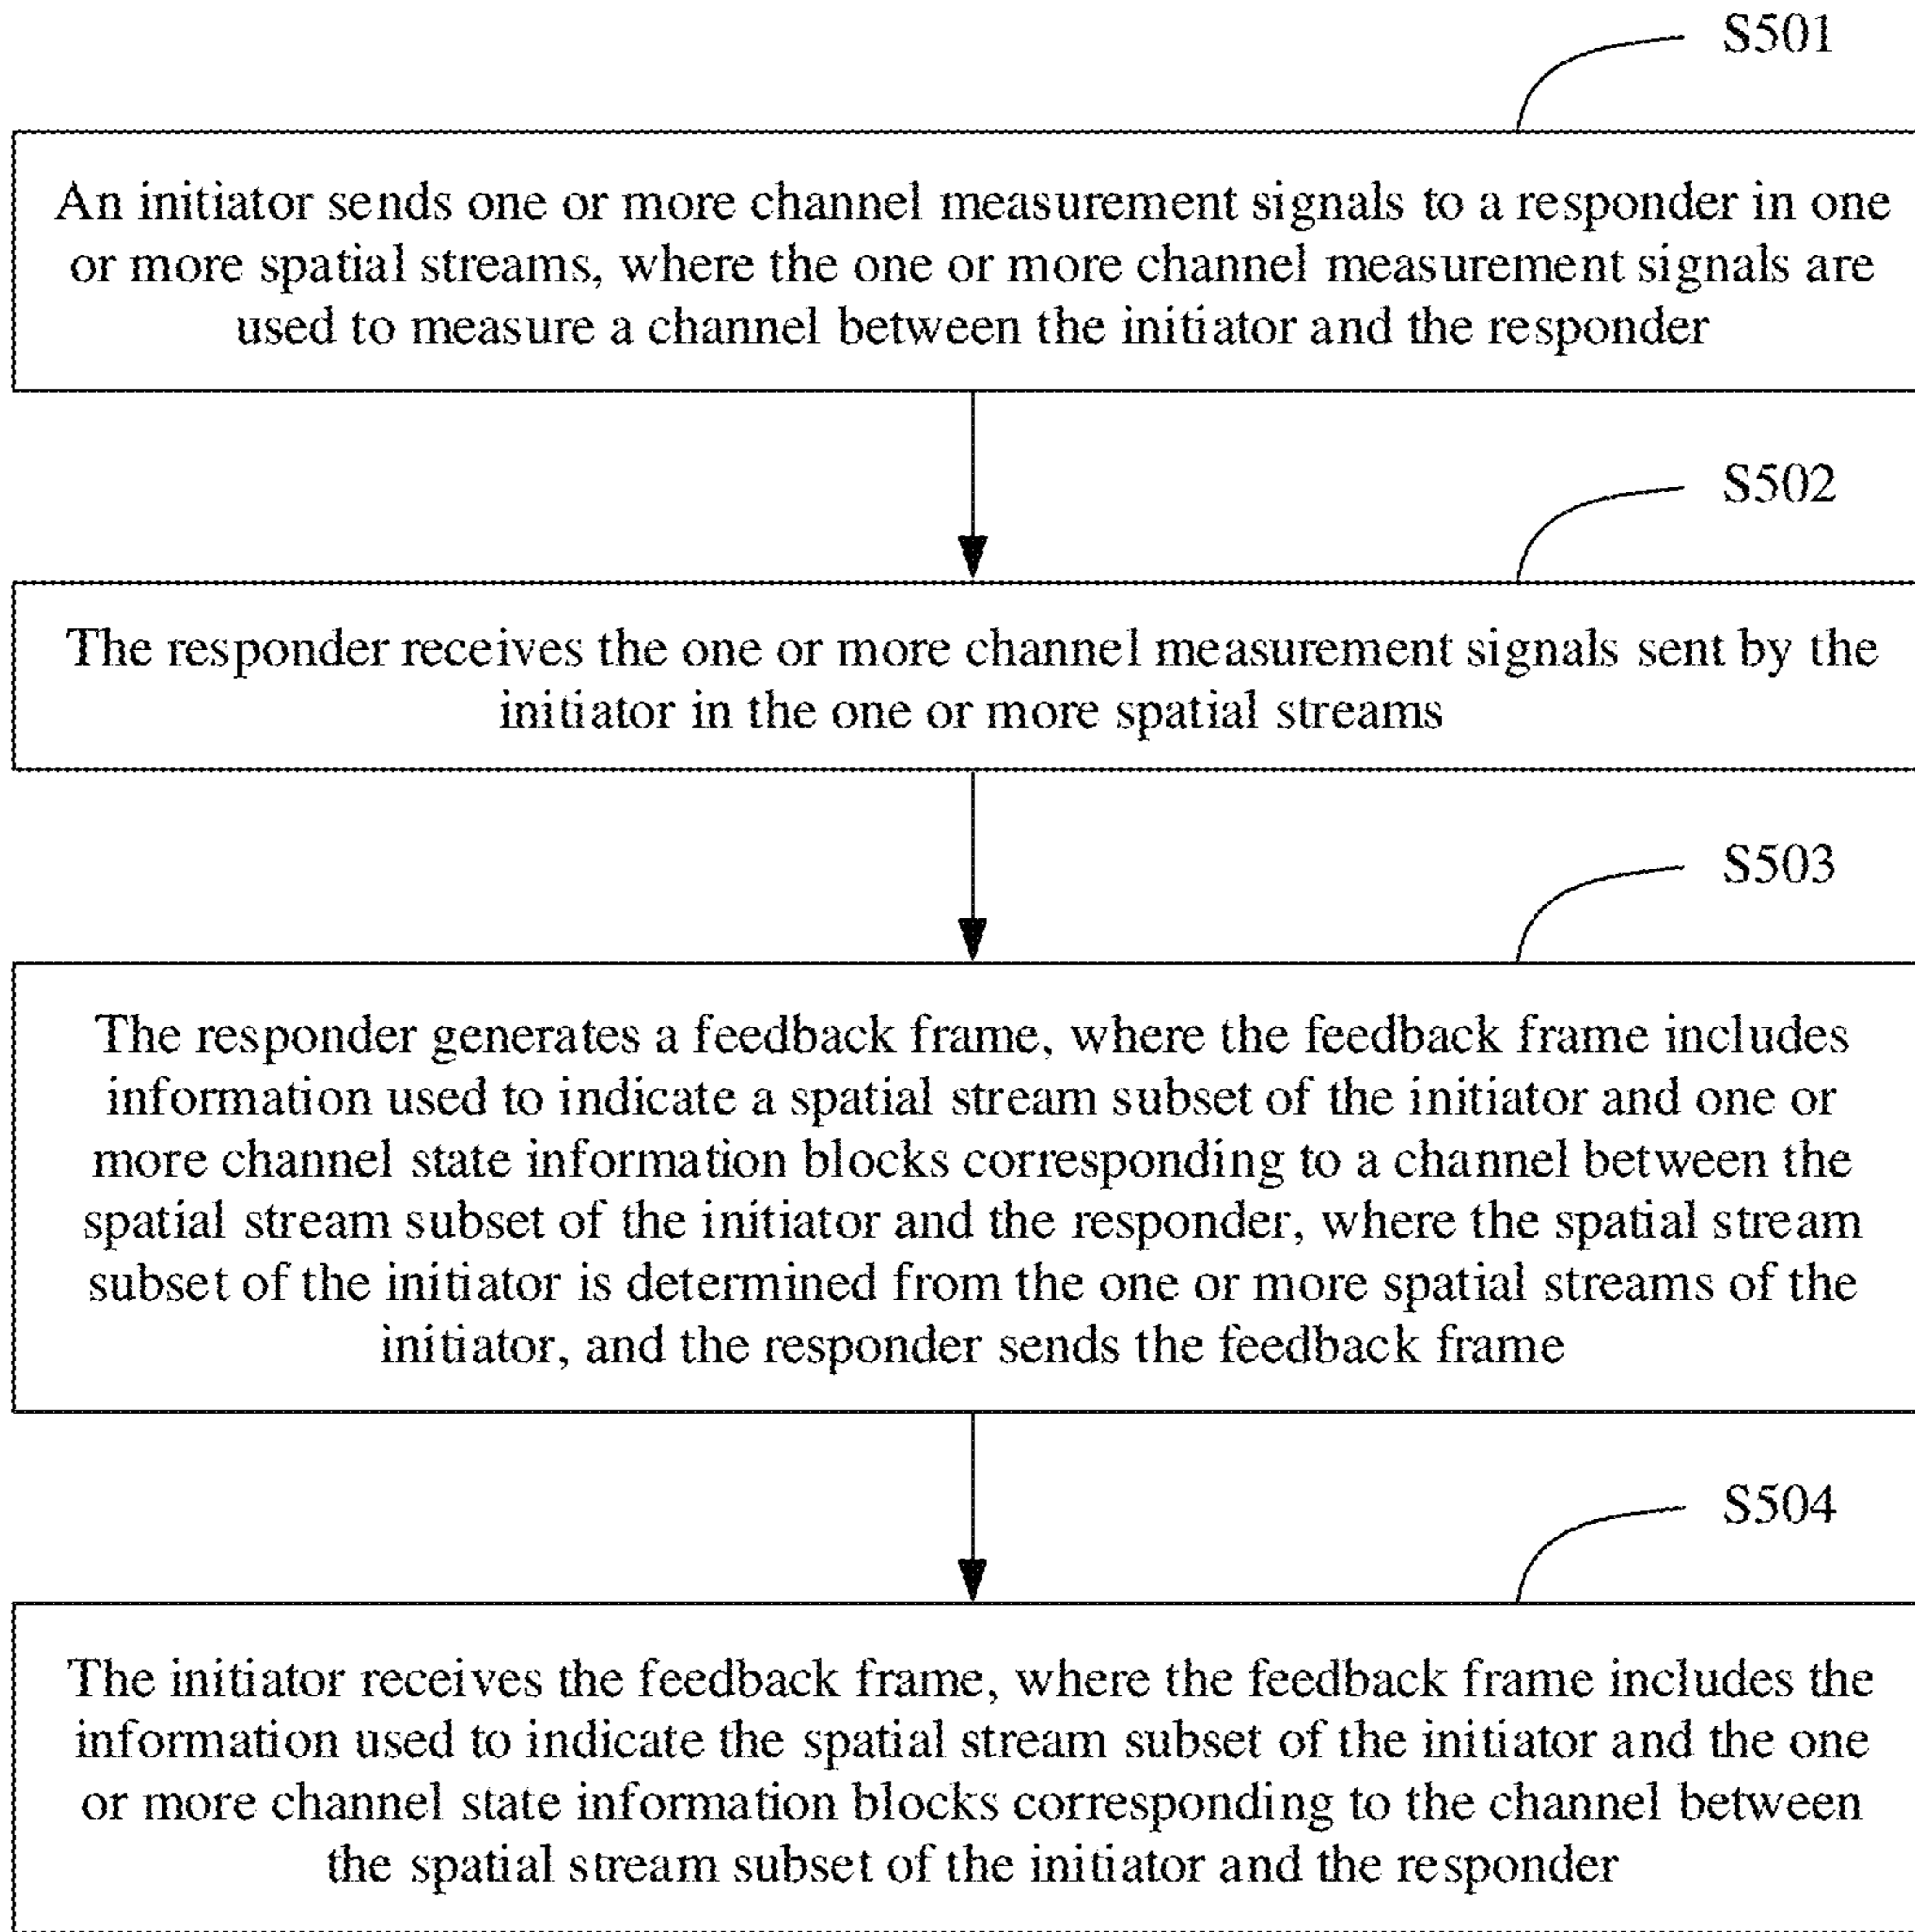 S501
An initiator sends one or more channel measurement signals to a responder in one
or more spatial streams, where the one or more channel measurement signals are
used to measure a channel between the initiator and the responder
S502
The responder receives the one or more channel measurement signals sent by the
initiator in the one or more spatial streams
S503
The responder generates a feedback frame, where the feedback frame includes
information used to indicate a spatial stream subset of the initiator and one or
more channel state information blocks corresponding to a channel between the
spatial stream subset of the initiator and the responder, where the spatial stream
subset of the initiator is determined from the one or more spatial streams of the
initiator, and the responder sends the feedback frame
S504
The initiator receives the feedback frame, where the feedback frame includes the
information used to indicate the spatial stream subset of the initiator and the one
or more channel state information blocks corresponding to the channel between
the spatial stream subset of the initiator and the responder